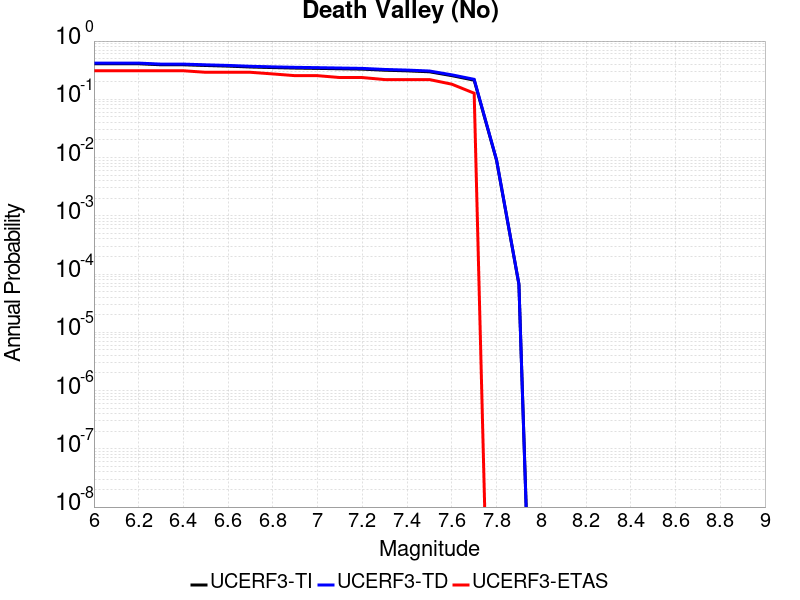 Death Valley (No)
10^0
10^-1
10^-2
10^-3
10^-4
10^-5
10^-6
10^-7
10^-8
Annual Probability
6 6.2 6.4 6.6 6.8 7 7.2 7.4 7.6 7.8 8 8.2 8.4 8.6 8.8 9
Magnitude
UCERF3-TI UCERF3-TD UCERF3-ETAS